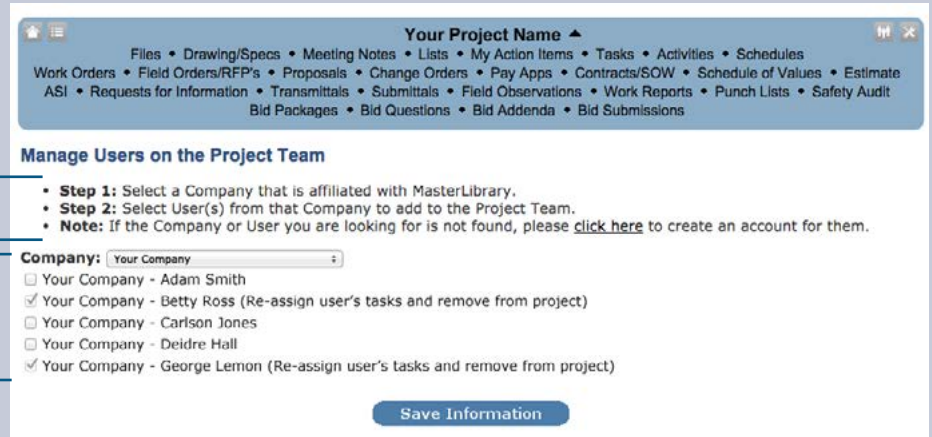 Your Project Name ▲
Files • Drawing/Specs • Meeting Notes • Lists • My Action Items • Tasks • Activities • Schedules
Work Orders • Field Orders/RFP's • Proposals • Change Orders • Pay Apps • Contracts/SOW • Schedule of Values • Estimate
ASI • Requests for Information • Transmittals • Submittals • Field Observations • Work Reports • Punch Lists • Safety Audit
Bid Packages • Bid Questions • Bid Addenda • Bid Submissions
Manage Users on the Project Team
• Step 1: Select a Company that is affiliated with MasterLibrary.
• Step 2: Select User(s) from that Company to add to the Project Team.
• Note: If the Company or User you are looking for is not found, please click here to create an account for them.
Company: Your Company
Your Company - Adam Smith
Your Company - Betty Ross (Re-assign user's tasks and remove from project)
Your Company - Carlson Jones
Your Company - Deidre Hall
Your Company - George Lemon (Re-assign user's tasks and remove from project)
Save Information